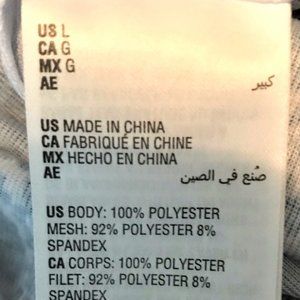 US L
CA G
MX G
AE كبير
US MADE IN CHINA
CA FABRIQUÉ EN CHINE
MX HECHO EN CHINA
AE صُنع في الصين
US BODY: 100% POLYESTER
MESH: 92% POLYESTER 8%
SPANDEX
CA CORPS: 100% POLYESTER
FILET: 92% POLYESTER 8%
SPANDEX